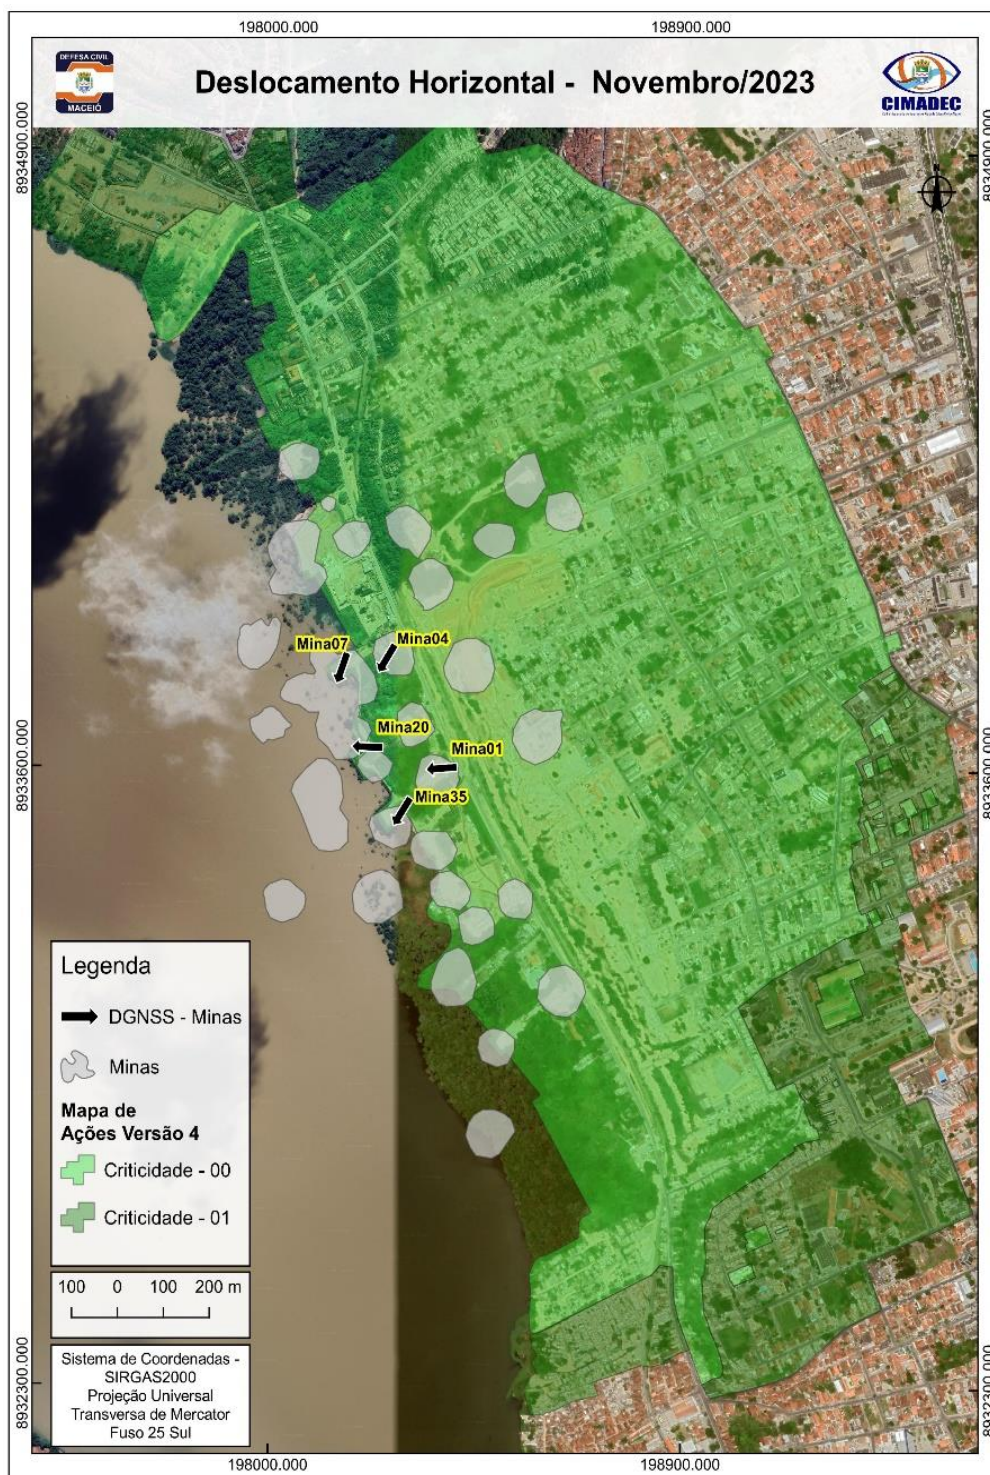 198000.000
198900.000
DEFESA CIVIL
MACEIÓ
Deslocamento Horizontal - Novembro/2023
CIMADEC
8934900.000
8934900.000
N
Mina07
Mina04
Mina20
Mina01
Mina35
8933600.000
8933600.000
Legenda
DGNSS - Minas
Minas
Mapa de
Ações Versão 4
Criticidade - 00
Criticidade - 01
100 0 100 200 m
Sistema de Coordenadas -
SIRGAS2000
Projeção Universal
Transversa de Mercator
Fuso 25 Sul
8932300.000
8932300.000
198000.000
198900.000